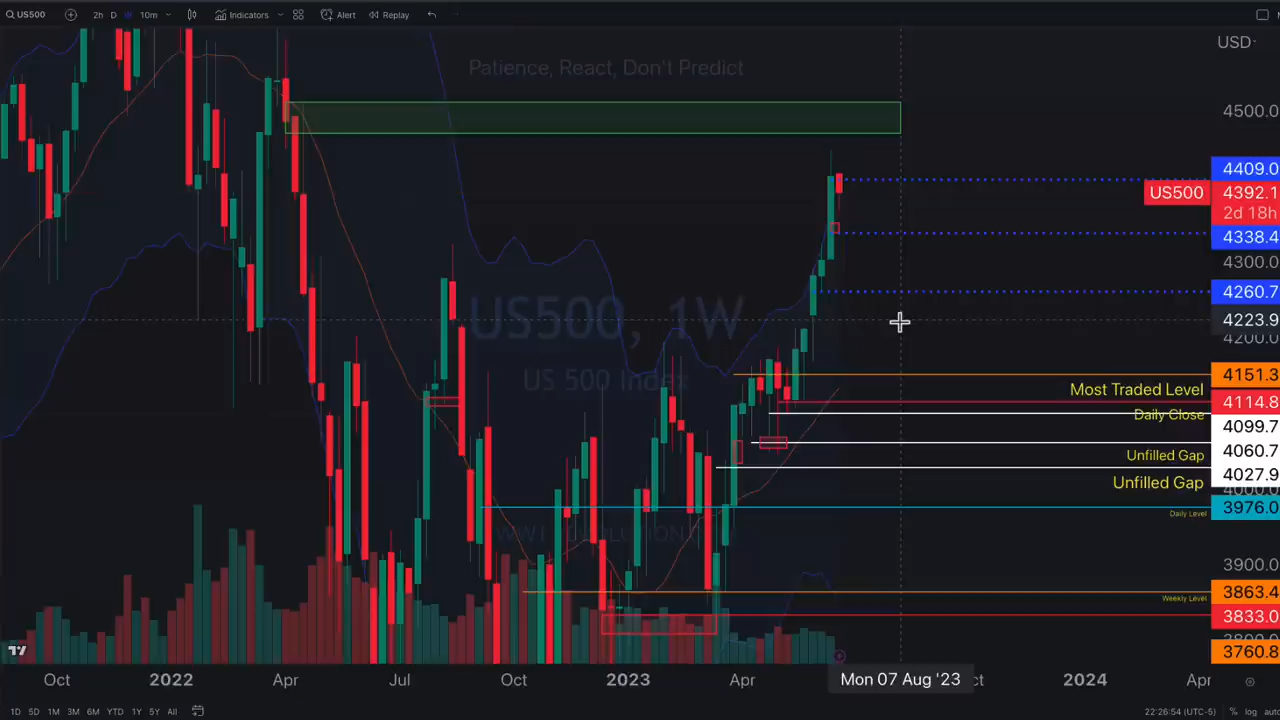 US500
2h D 10m Indicators Alert Replay
Patience, React, Don't Predict
USD
4500.0
4409.0
US500 4392.1
2d 18h
4338.4
4300.0
4260.7
US500, 1W
4223.9
4200.0
US 500 Index
4151.3
Most Traded Level
4114.8
Daily Close
4099.7
4060.7
Unfilled Gap
4027.9
Unfilled Gap
3976.0
Daily Level
3900.0
3863.4
Weekly Level
3833.0
3760.8
Oct 2022 Apr Jul Oct 2023 Apr Mon 07 Aug '23 ct 2024 Apr
1D 5D 1M 3M 6M YTD 1Y 5Y All 22:26:54 (UTC-5) % log auto